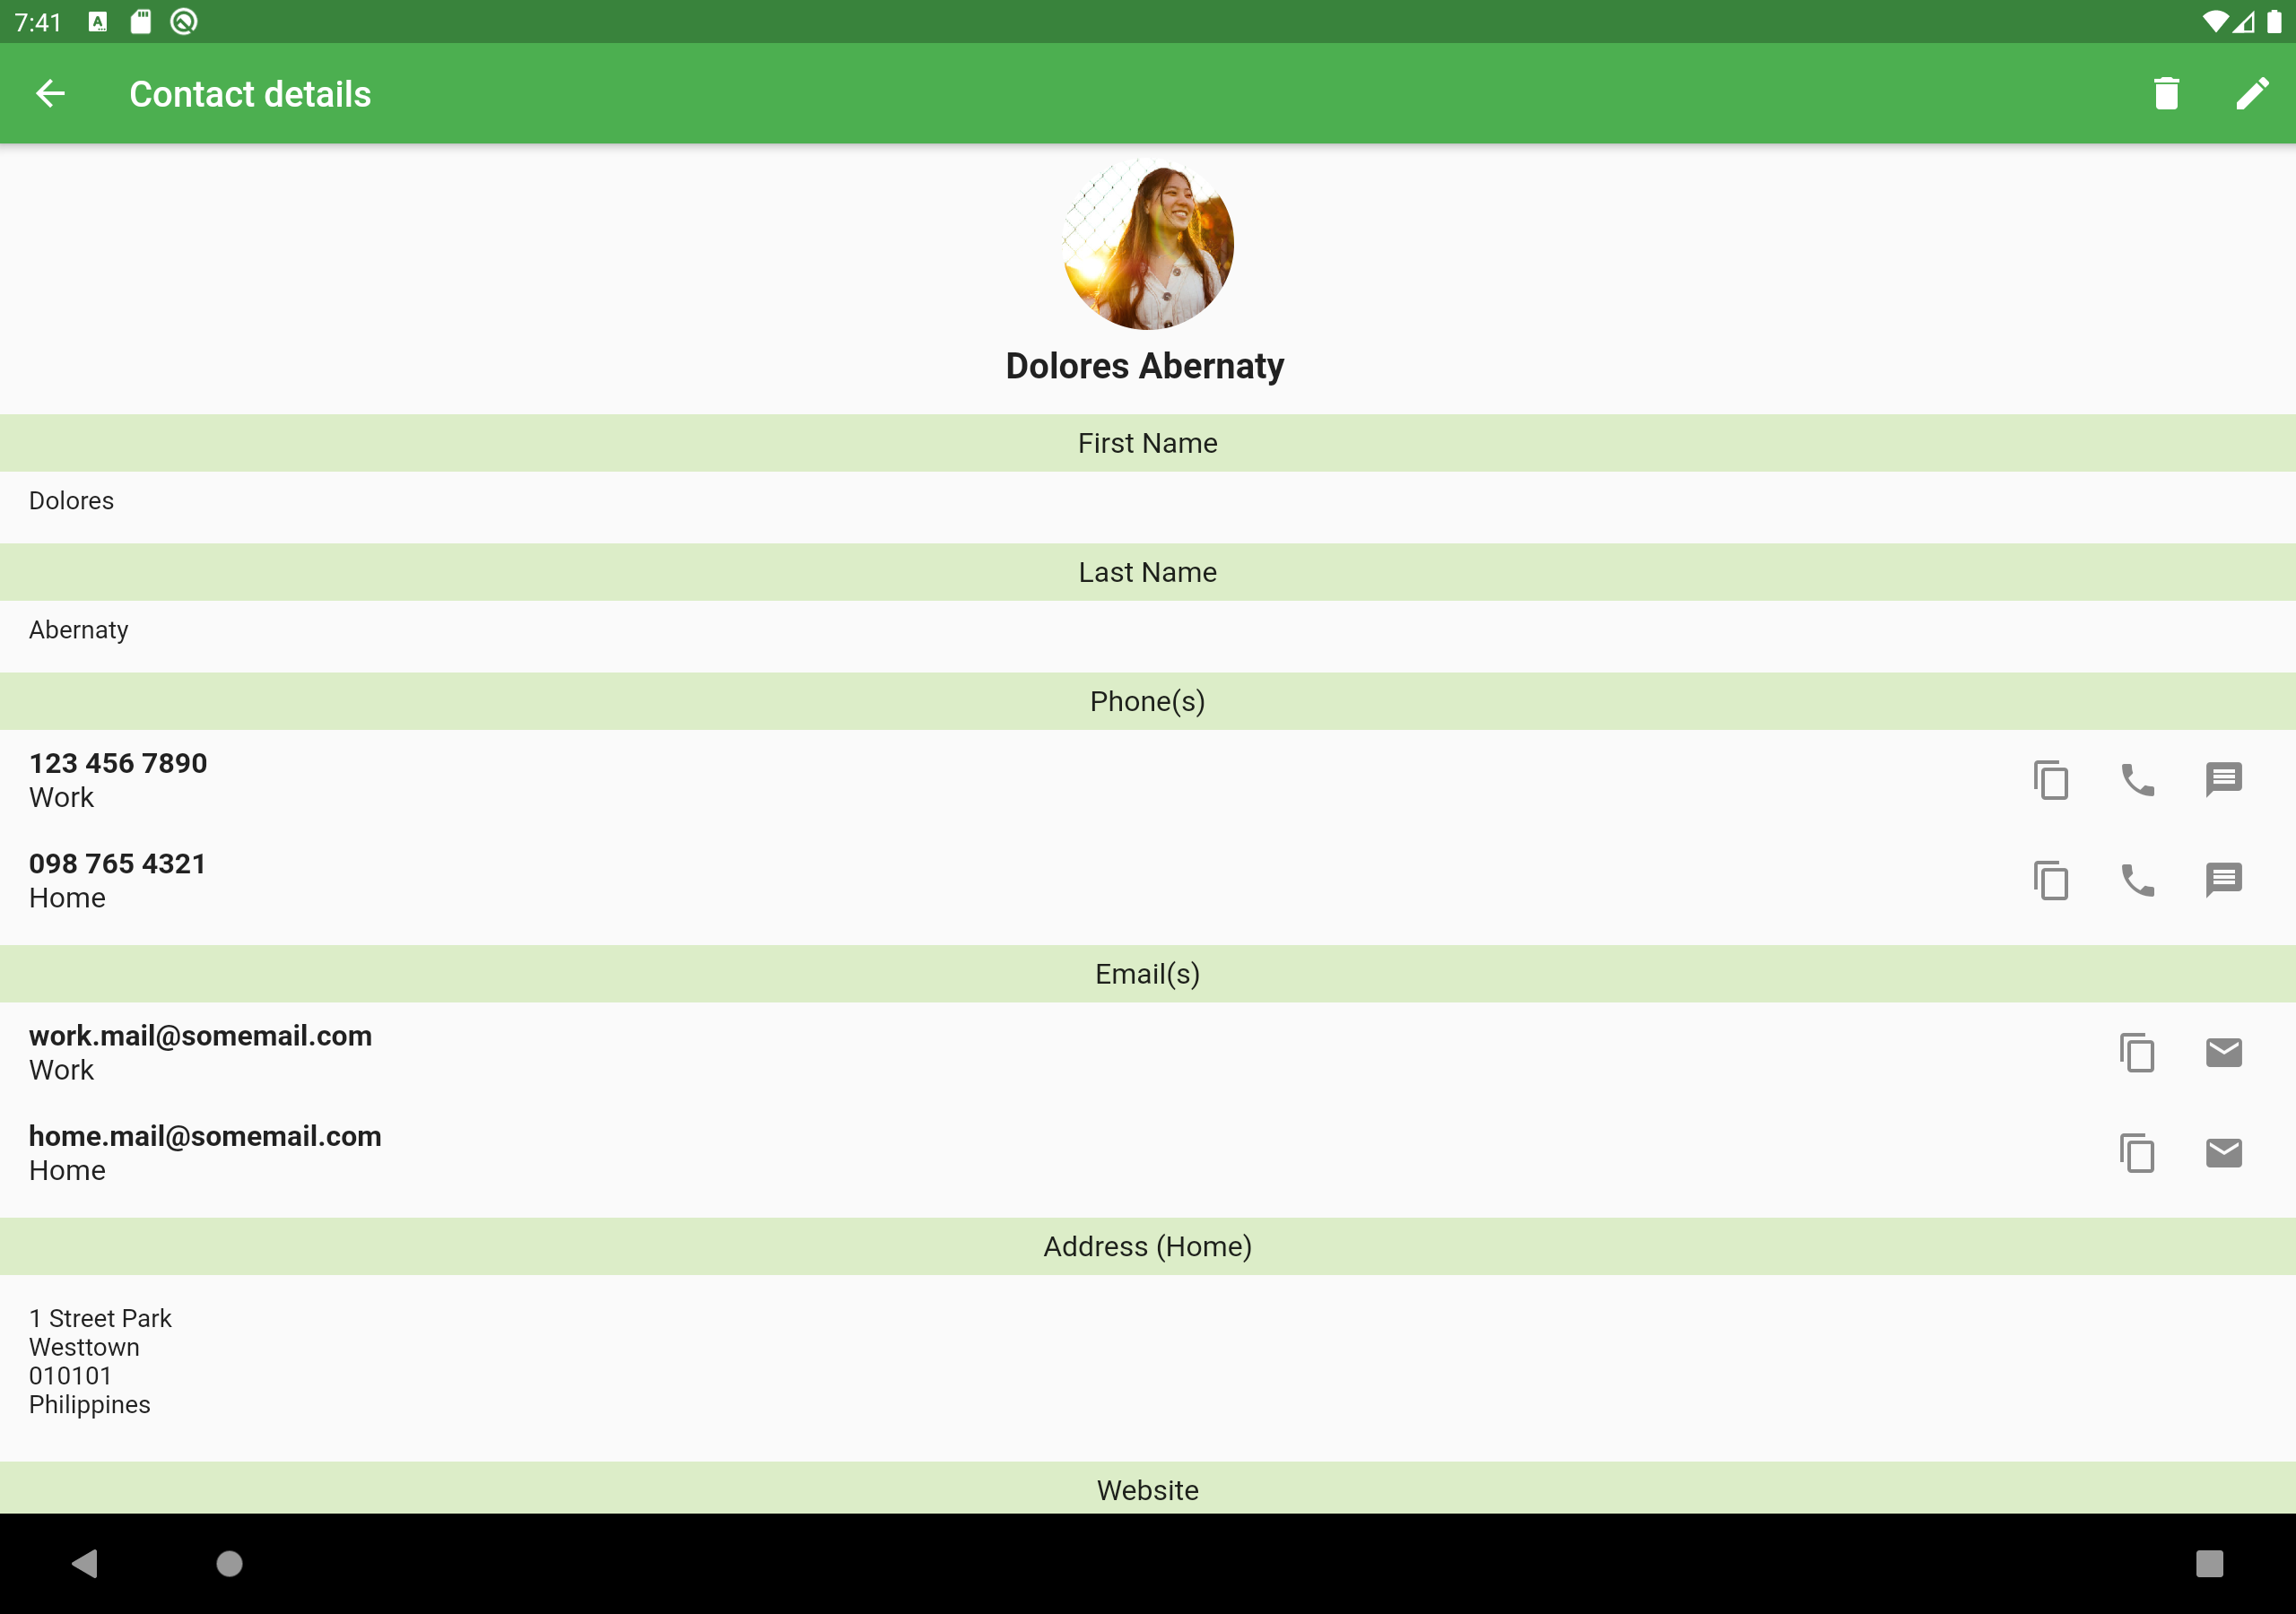 7:41
Contact details
Dolores Abernaty
First Name
Dolores
Last Name
Abernaty
Phone(s)
123 456 7890
Work
098 765 4321
Home
Email(s)
work.mail@somemail.com
Work
home.mail@somemail.com
Home
Address (Home)
1 Street Park
Westtown
010101
Philippines
Website